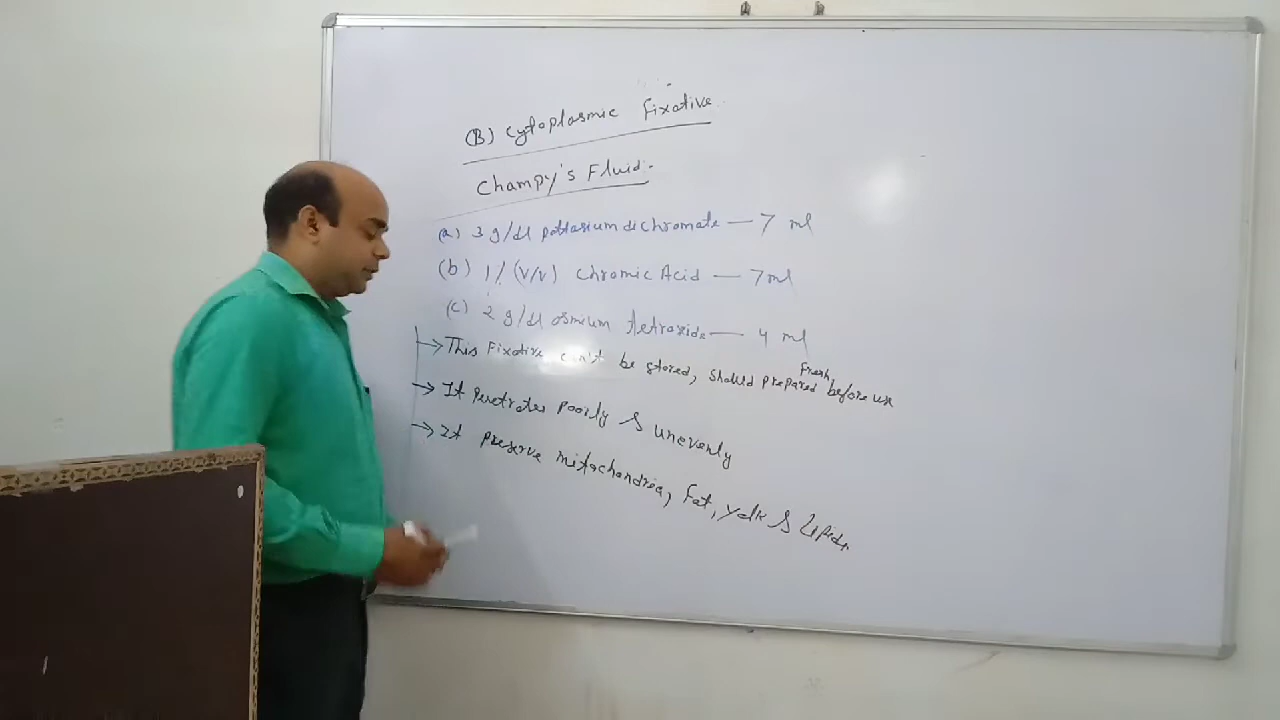 (B) Cytoplasmic Fixative
Champy's Fluid.
(a) 3 g/dl potassium dichromate — 7 ml
(b) 1% (v/v) Chromic Acid — 7ml
(c) 2 g/dl osmium tetroxide — 4 ml
→ This Fixative can't be stored, should prepared Fresh before use
→ It Penetrates Poorly & unevenly
→ It preserve mitochondria, Fat, yolk & Lipids